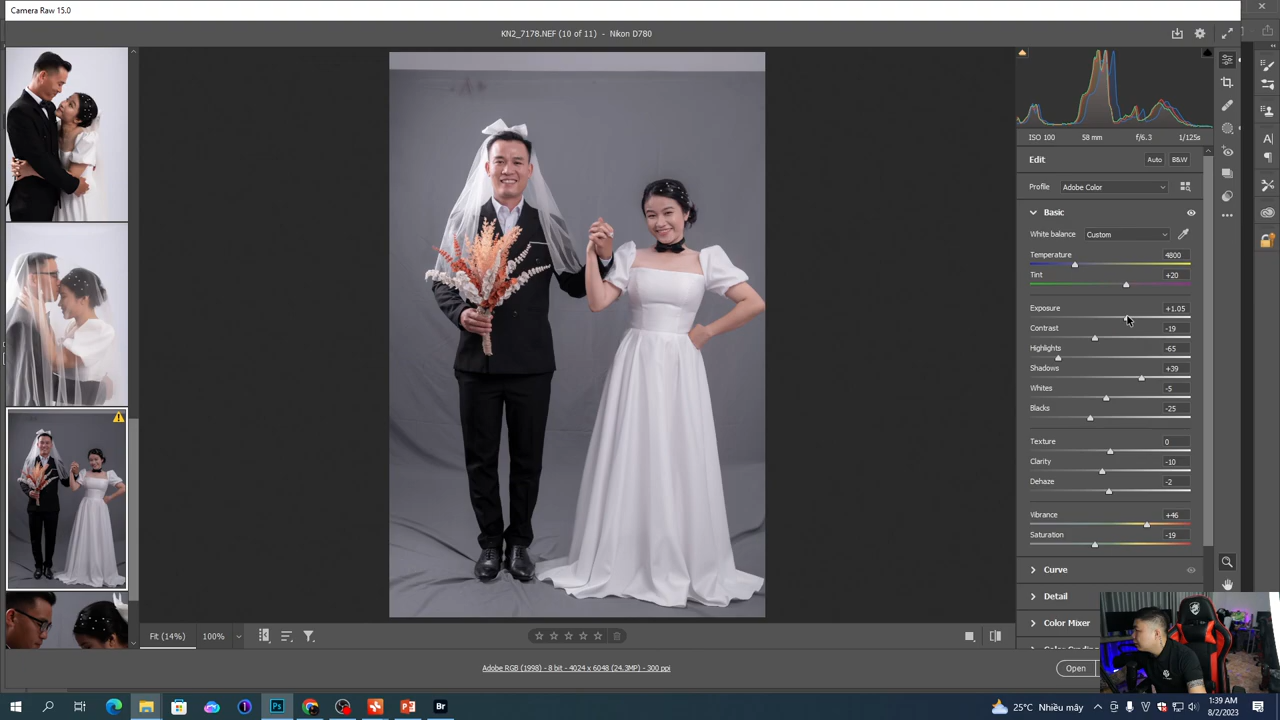 Camera Raw 15.0
KN2_7178.NEF (10 of 11) - Nikon D780
ISO 100 58 mm f/6.3 1/125s
Edit Auto B&W
Profile Adobe Color
Basic
White balance Custom
Temperature 4800
Tint +20
Exposure +1.05
Contrast -19
Highlights -65
Shadows +39
Whites -5
Blacks -25
Texture 0
Clarity -10
Dehaze -2
Vibrance +46
Saturation -19
Curve
Detail
Color Mixer
Fit (14%) 100%
Adobe RGB (1998) - 8 bit - 4024 x 6048 (24.3MP) - 300 ppi
Open
Ps Br
25°C Nhiều mây
1:39 AM
8/2/2023